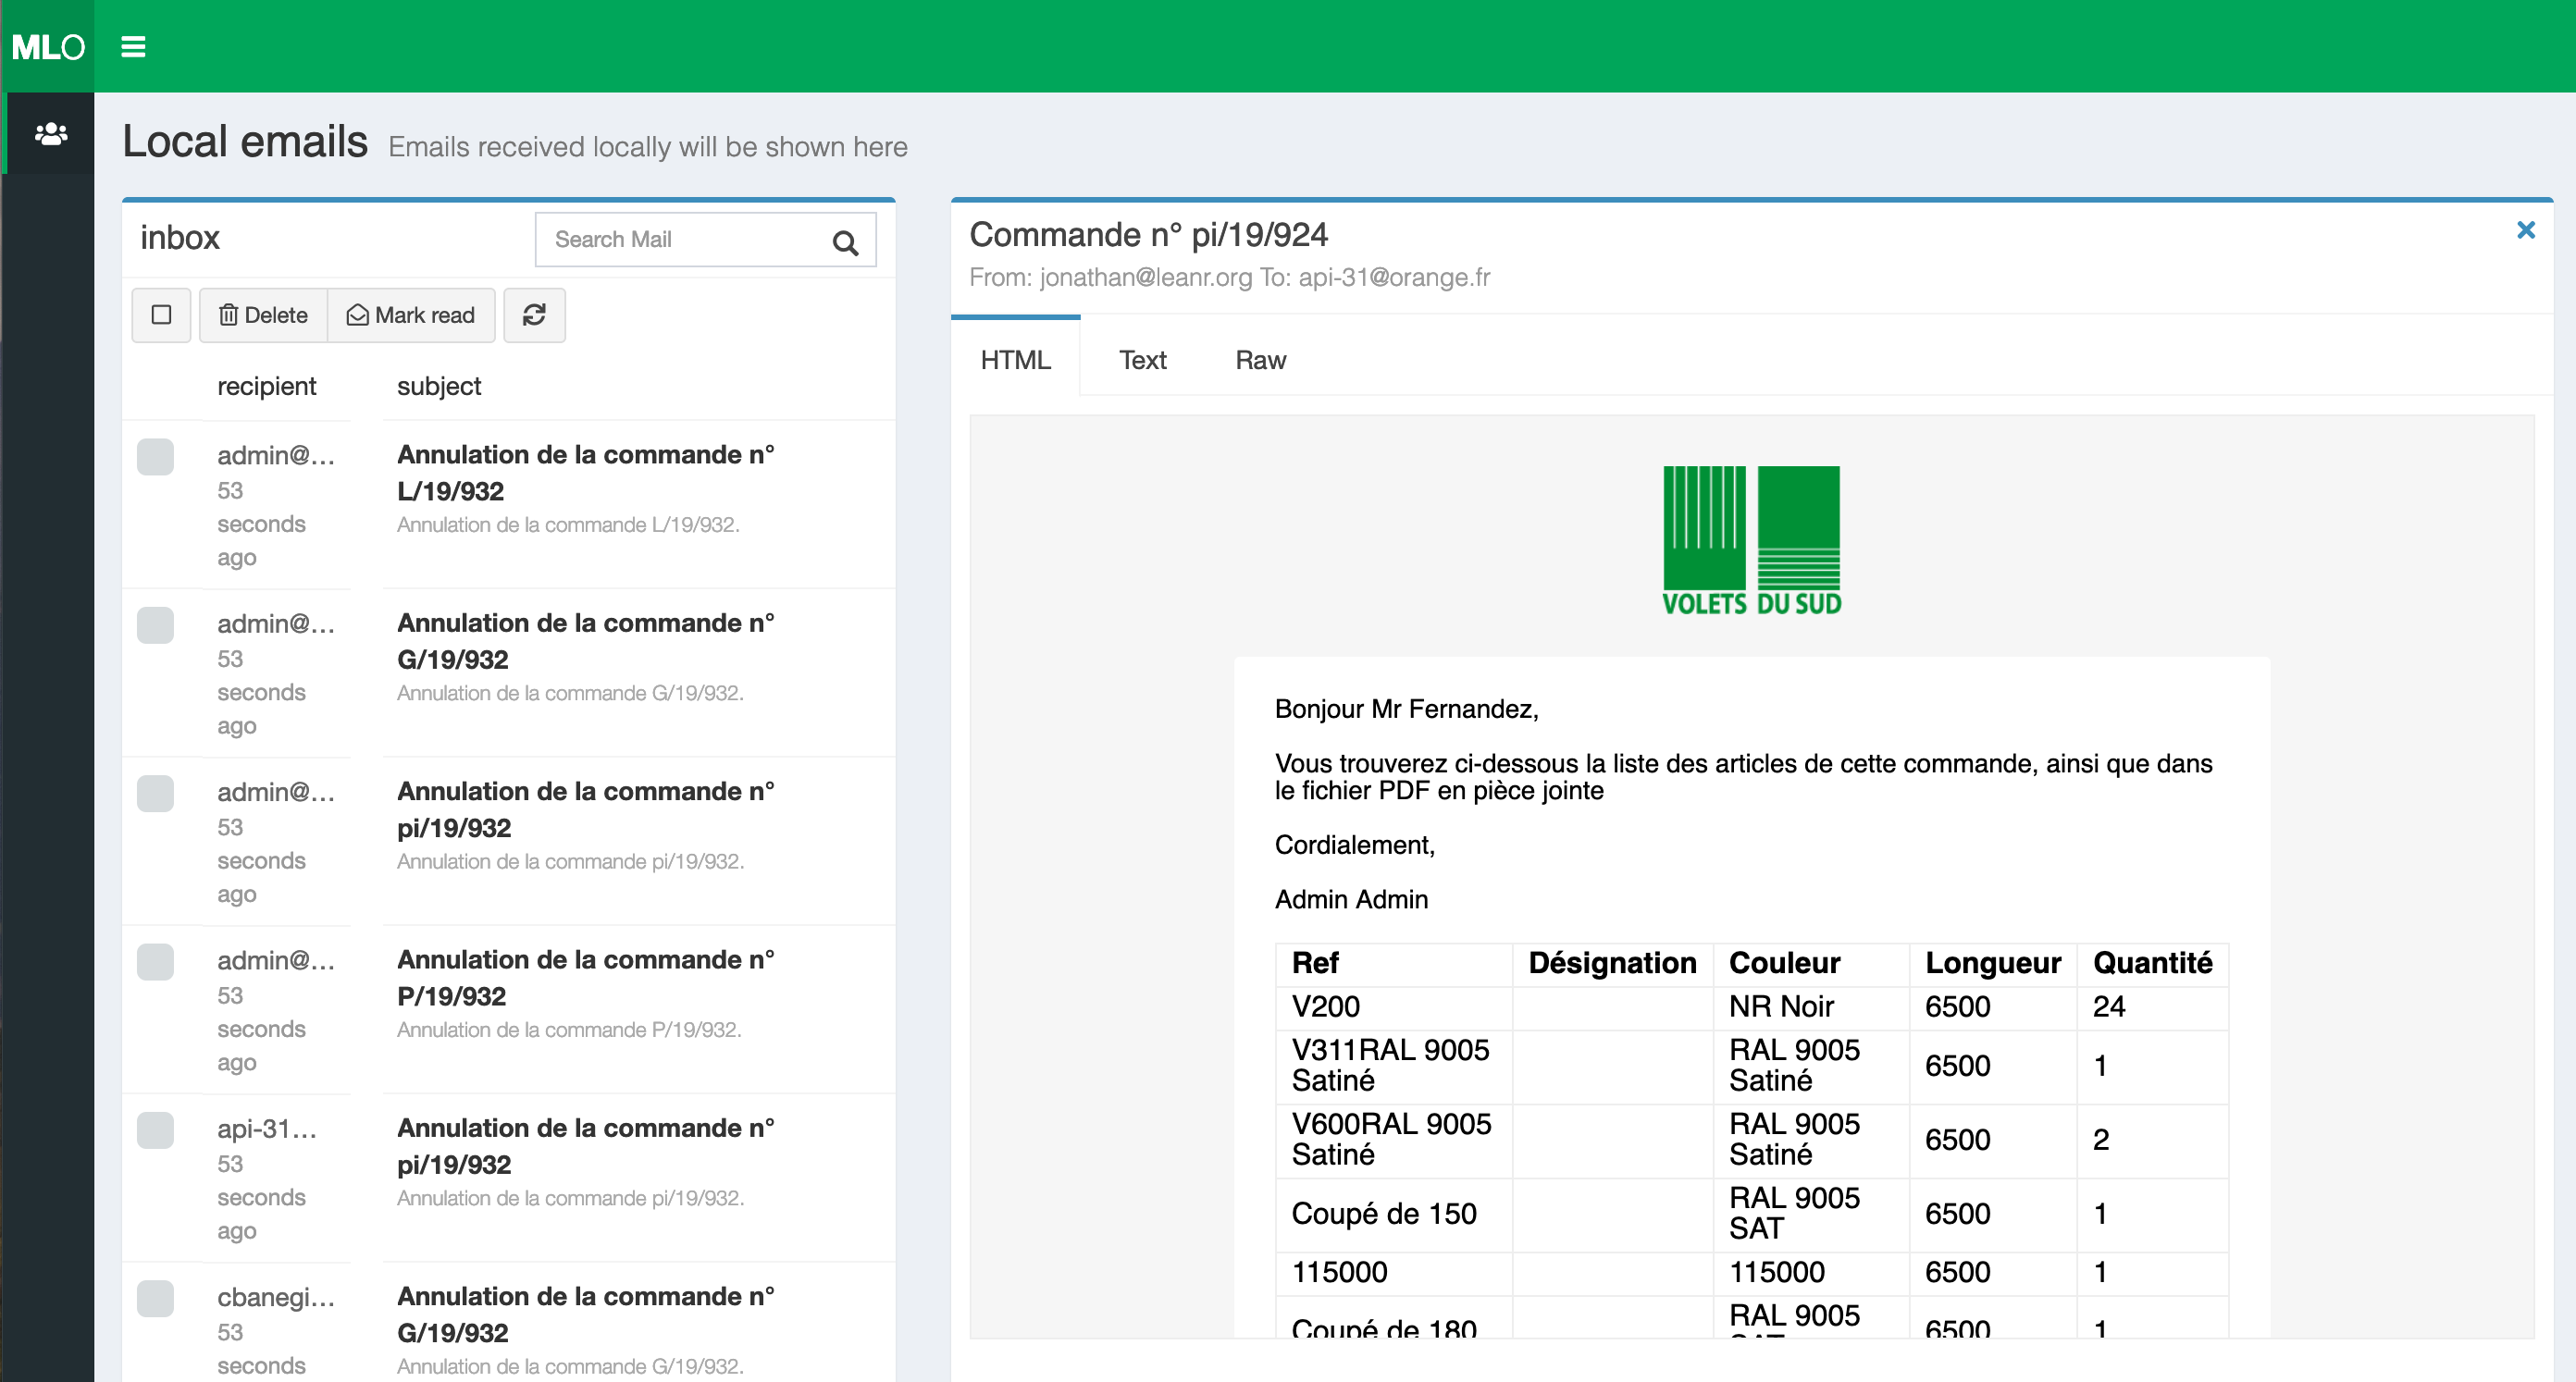 MLO
Local emails Emails received locally will be shown here
inbox
Search Mail
Delete Mark read
recipient subject
admin@...
53
seconds
ago
Annulation de la commande n°
L/19/932
Annulation de la commande L/19/932.
admin@...
53
seconds
ago
Annulation de la commande n°
G/19/932
Annulation de la commande G/19/932.
admin@...
53
seconds
ago
Annulation de la commande n°
pi/19/932
Annulation de la commande pi/19/932.
admin@...
53
seconds
ago
Annulation de la commande n°
P/19/932
Annulation de la commande P/19/932.
api-31...
53
seconds
ago
Annulation de la commande n°
pi/19/932
Annulation de la commande pi/19/932.
cbanegi...
53
seconds
Annulation de la commande n°
G/19/932
Annulation de la commande G/19/932.
Commande n° pi/19/924
From: jonathan@leanr.org To: api-31@orange.fr
HTML Text Raw
VOLETS DU SUD
Bonjour Mr Fernandez,
Vous trouverez ci-dessous la liste des articles de cette commande, ainsi que dans
le fichier PDF en pièce jointe
Cordialement,
Admin Admin
Ref Désignation Couleur Longueur Quantité
V200 NR Noir 6500 24
V311RAL 9005 Satiné RAL 9005 Satiné 6500 1
V600RAL 9005 Satiné RAL 9005 Satiné 6500 2
Coupé de 150 RAL 9005 SAT 6500 1
115000 115000 6500 1
Coupé de 180 RAL 9005 6500 1